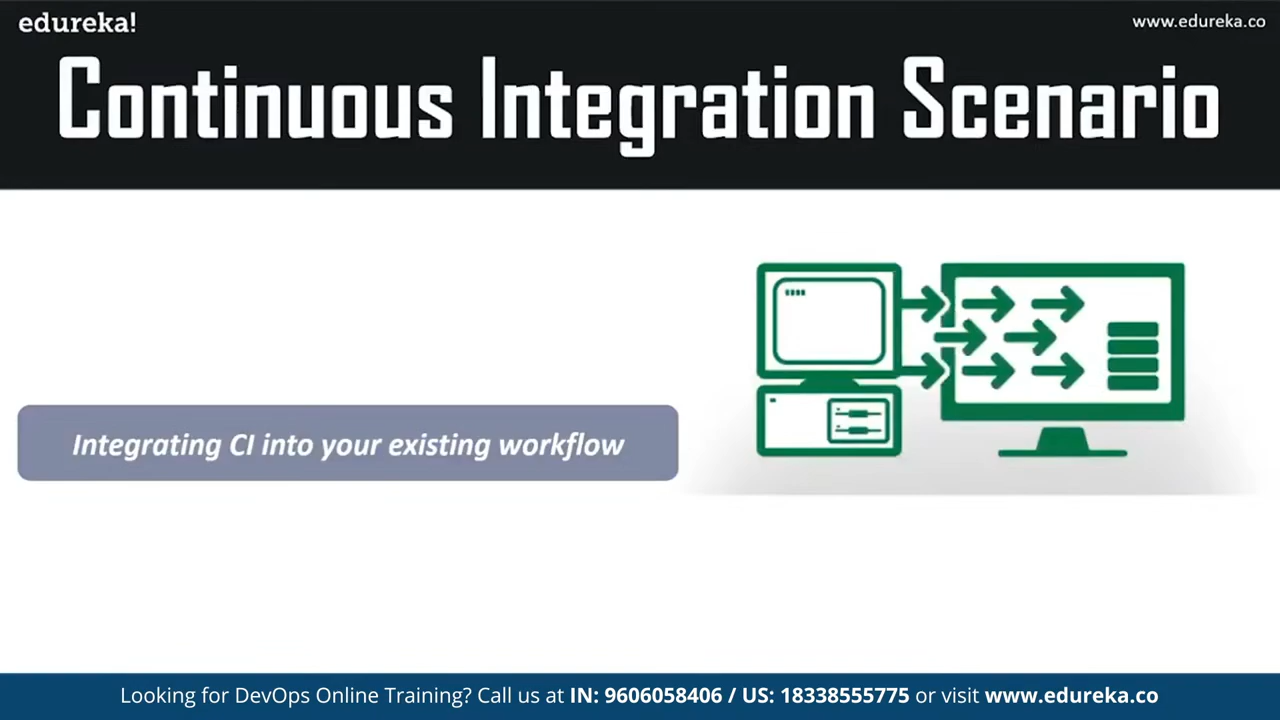 edureka!
www.edureka.co
Continuous Integration Scenario
Integrating CI into your existing workflow
Looking for DevOps Online Training? Call us at IN: 9606058406 / US: 18338555775 or visit www.edureka.co